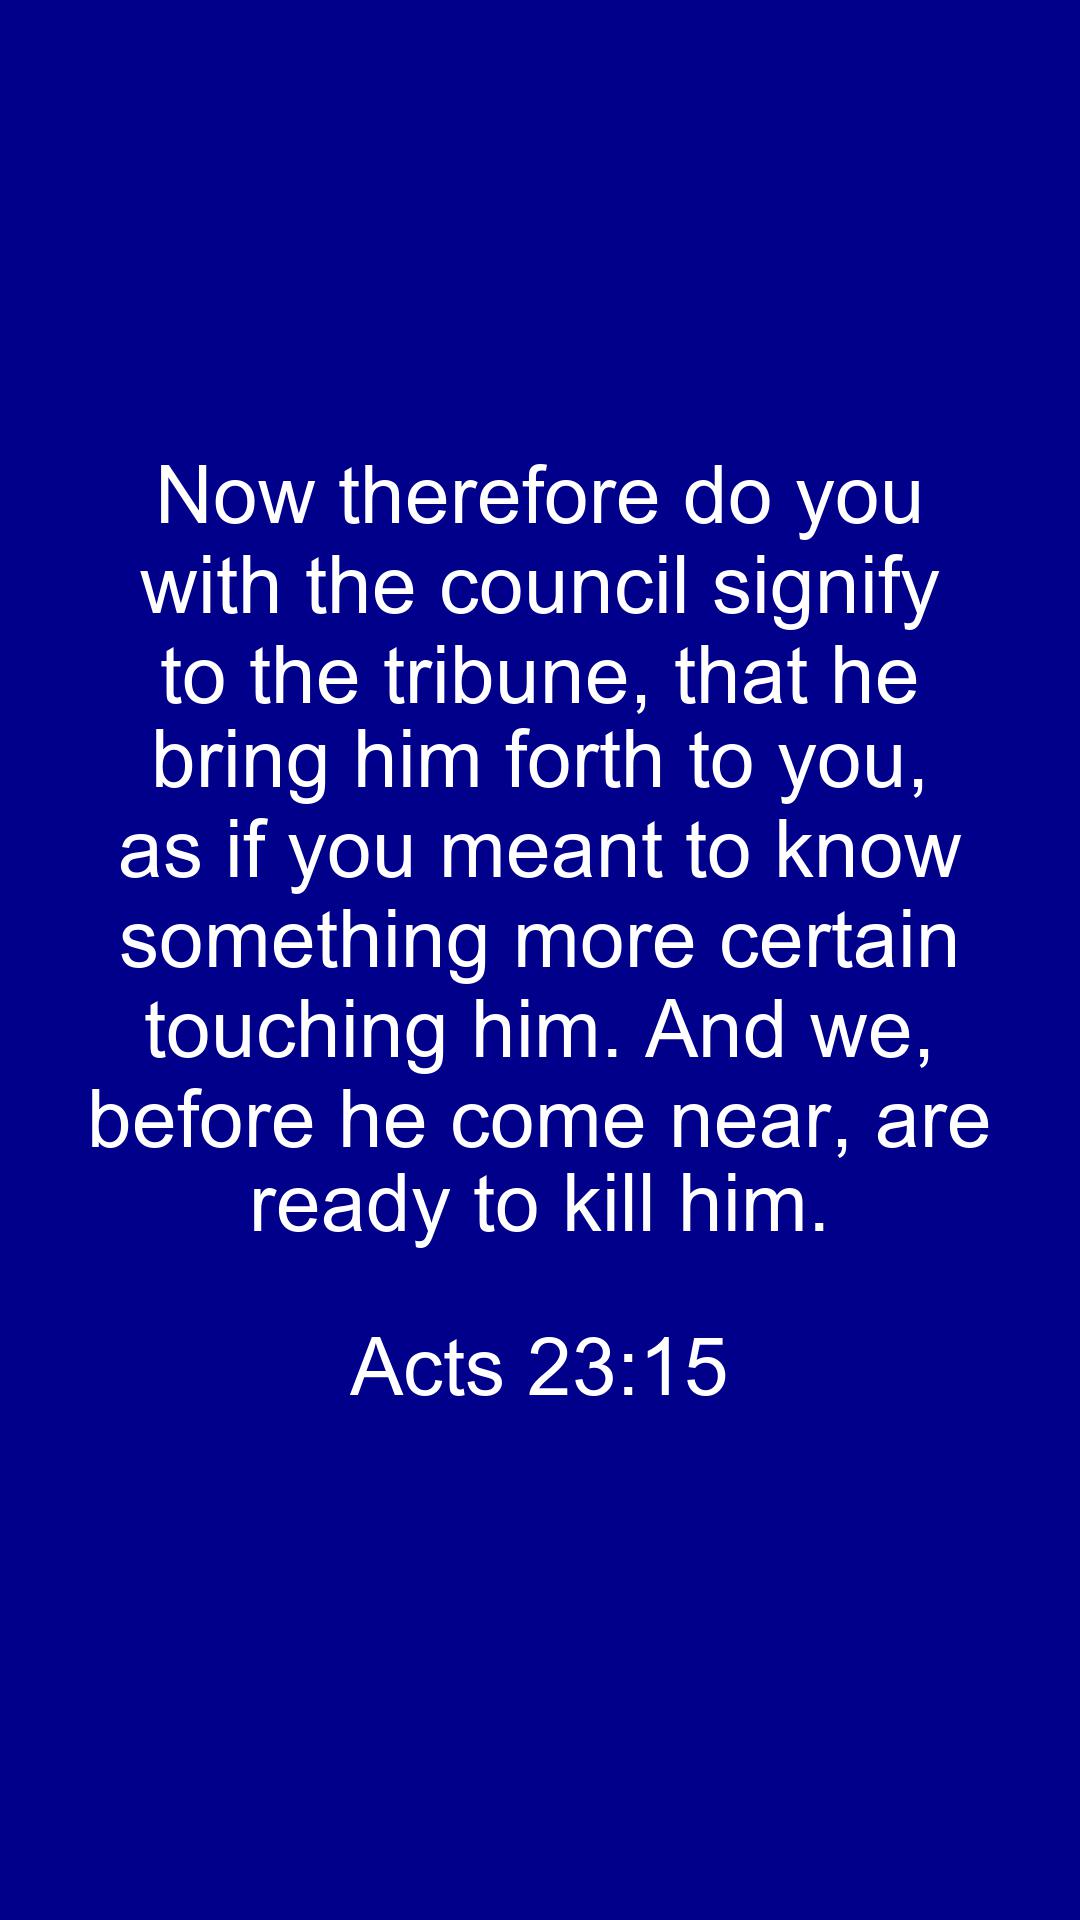 Now therefore do you
with the council signify
to the tribune, that he
bring him forth to you,
as if you meant to know
something more certain
touching him. And we,
before he come near, are
ready to kill him.
Acts 23:15